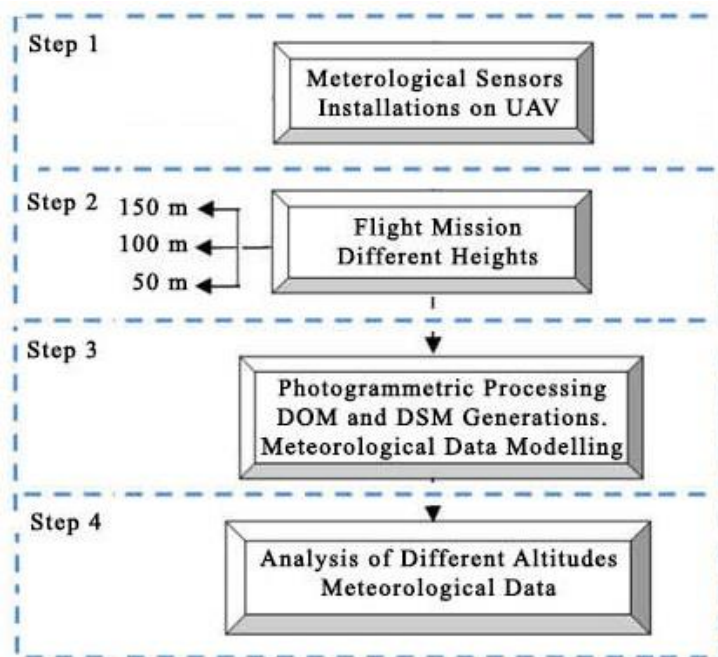 Step 1
Meterological Sensors
Installations on UAV
Step 2
150 m
100 m
50 m
Flight Mission
Different Heights
Step 3
Photogrammetric Processing
DOM and DSM Generations.
Meteorological Data Modelling
Step 4
Analysis of Different Altitudes
Meteorological Data